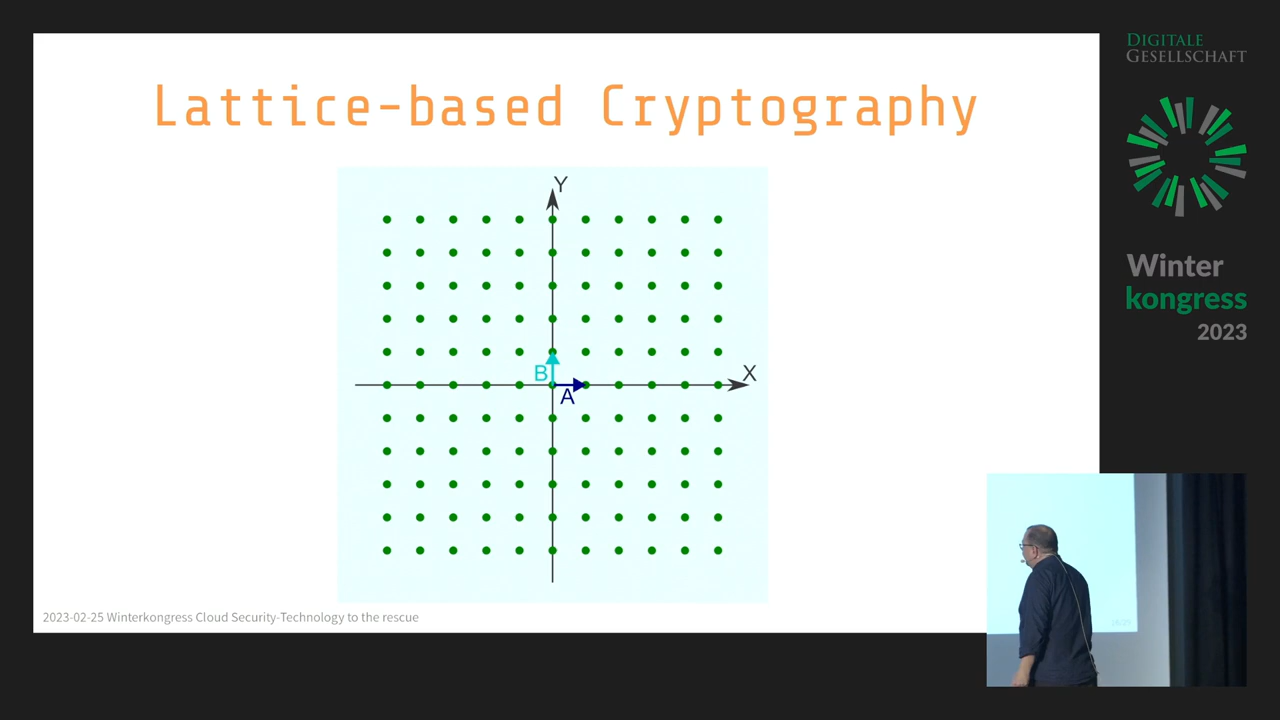 Lattice-based Cryptography
Y
B
A
X
2023-02-25 Winterkongress Cloud Security-Technology to the rescue
DIGITALE
GESELLSCHAFT
Winter
kongress
2023